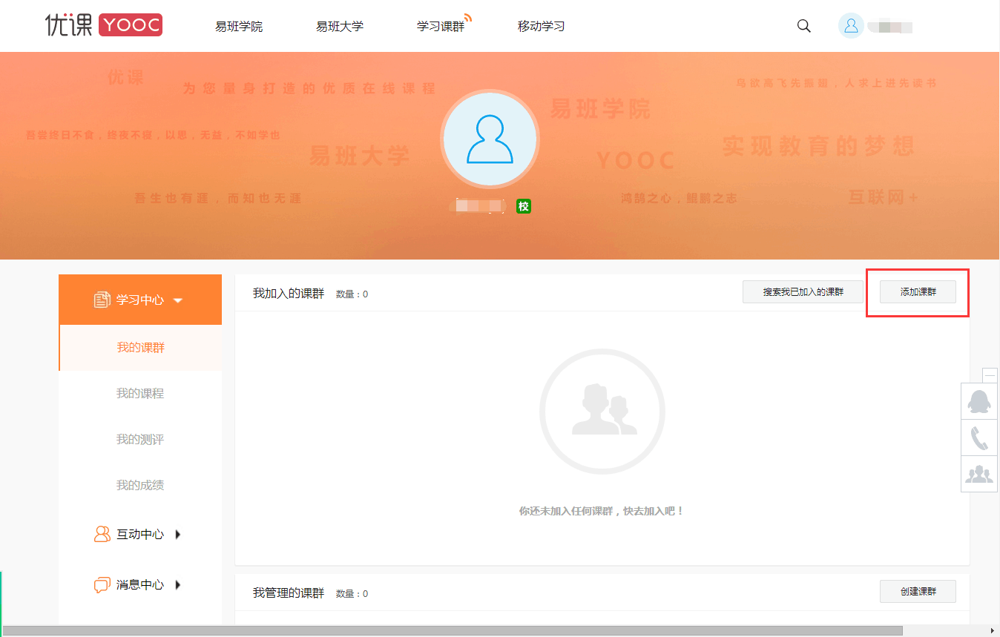 优课 YOOC
易班学院
易班大学
学习课群
移动学习
优课
为您量身打造的优质在线课程
鸟欲高飞先振翅，人求上进先读书
易班学院
吾尝终日不食，终夜不寝，以思，无益，不如学也
易班大学
YOOC
实现教育的梦想
吾生也有涯，而知也无涯
鸿鹄之心，鲲鹏之志
互联网+
校
学习中心
我的课群
我的课程
我的测评
我的成绩
互动中心
消息中心
我加入的课群 数量：0
搜索我已加入的课群
添加课群
你还未加入任何课群，快去加入吧！
我管理的课群 数量：0
创建课群